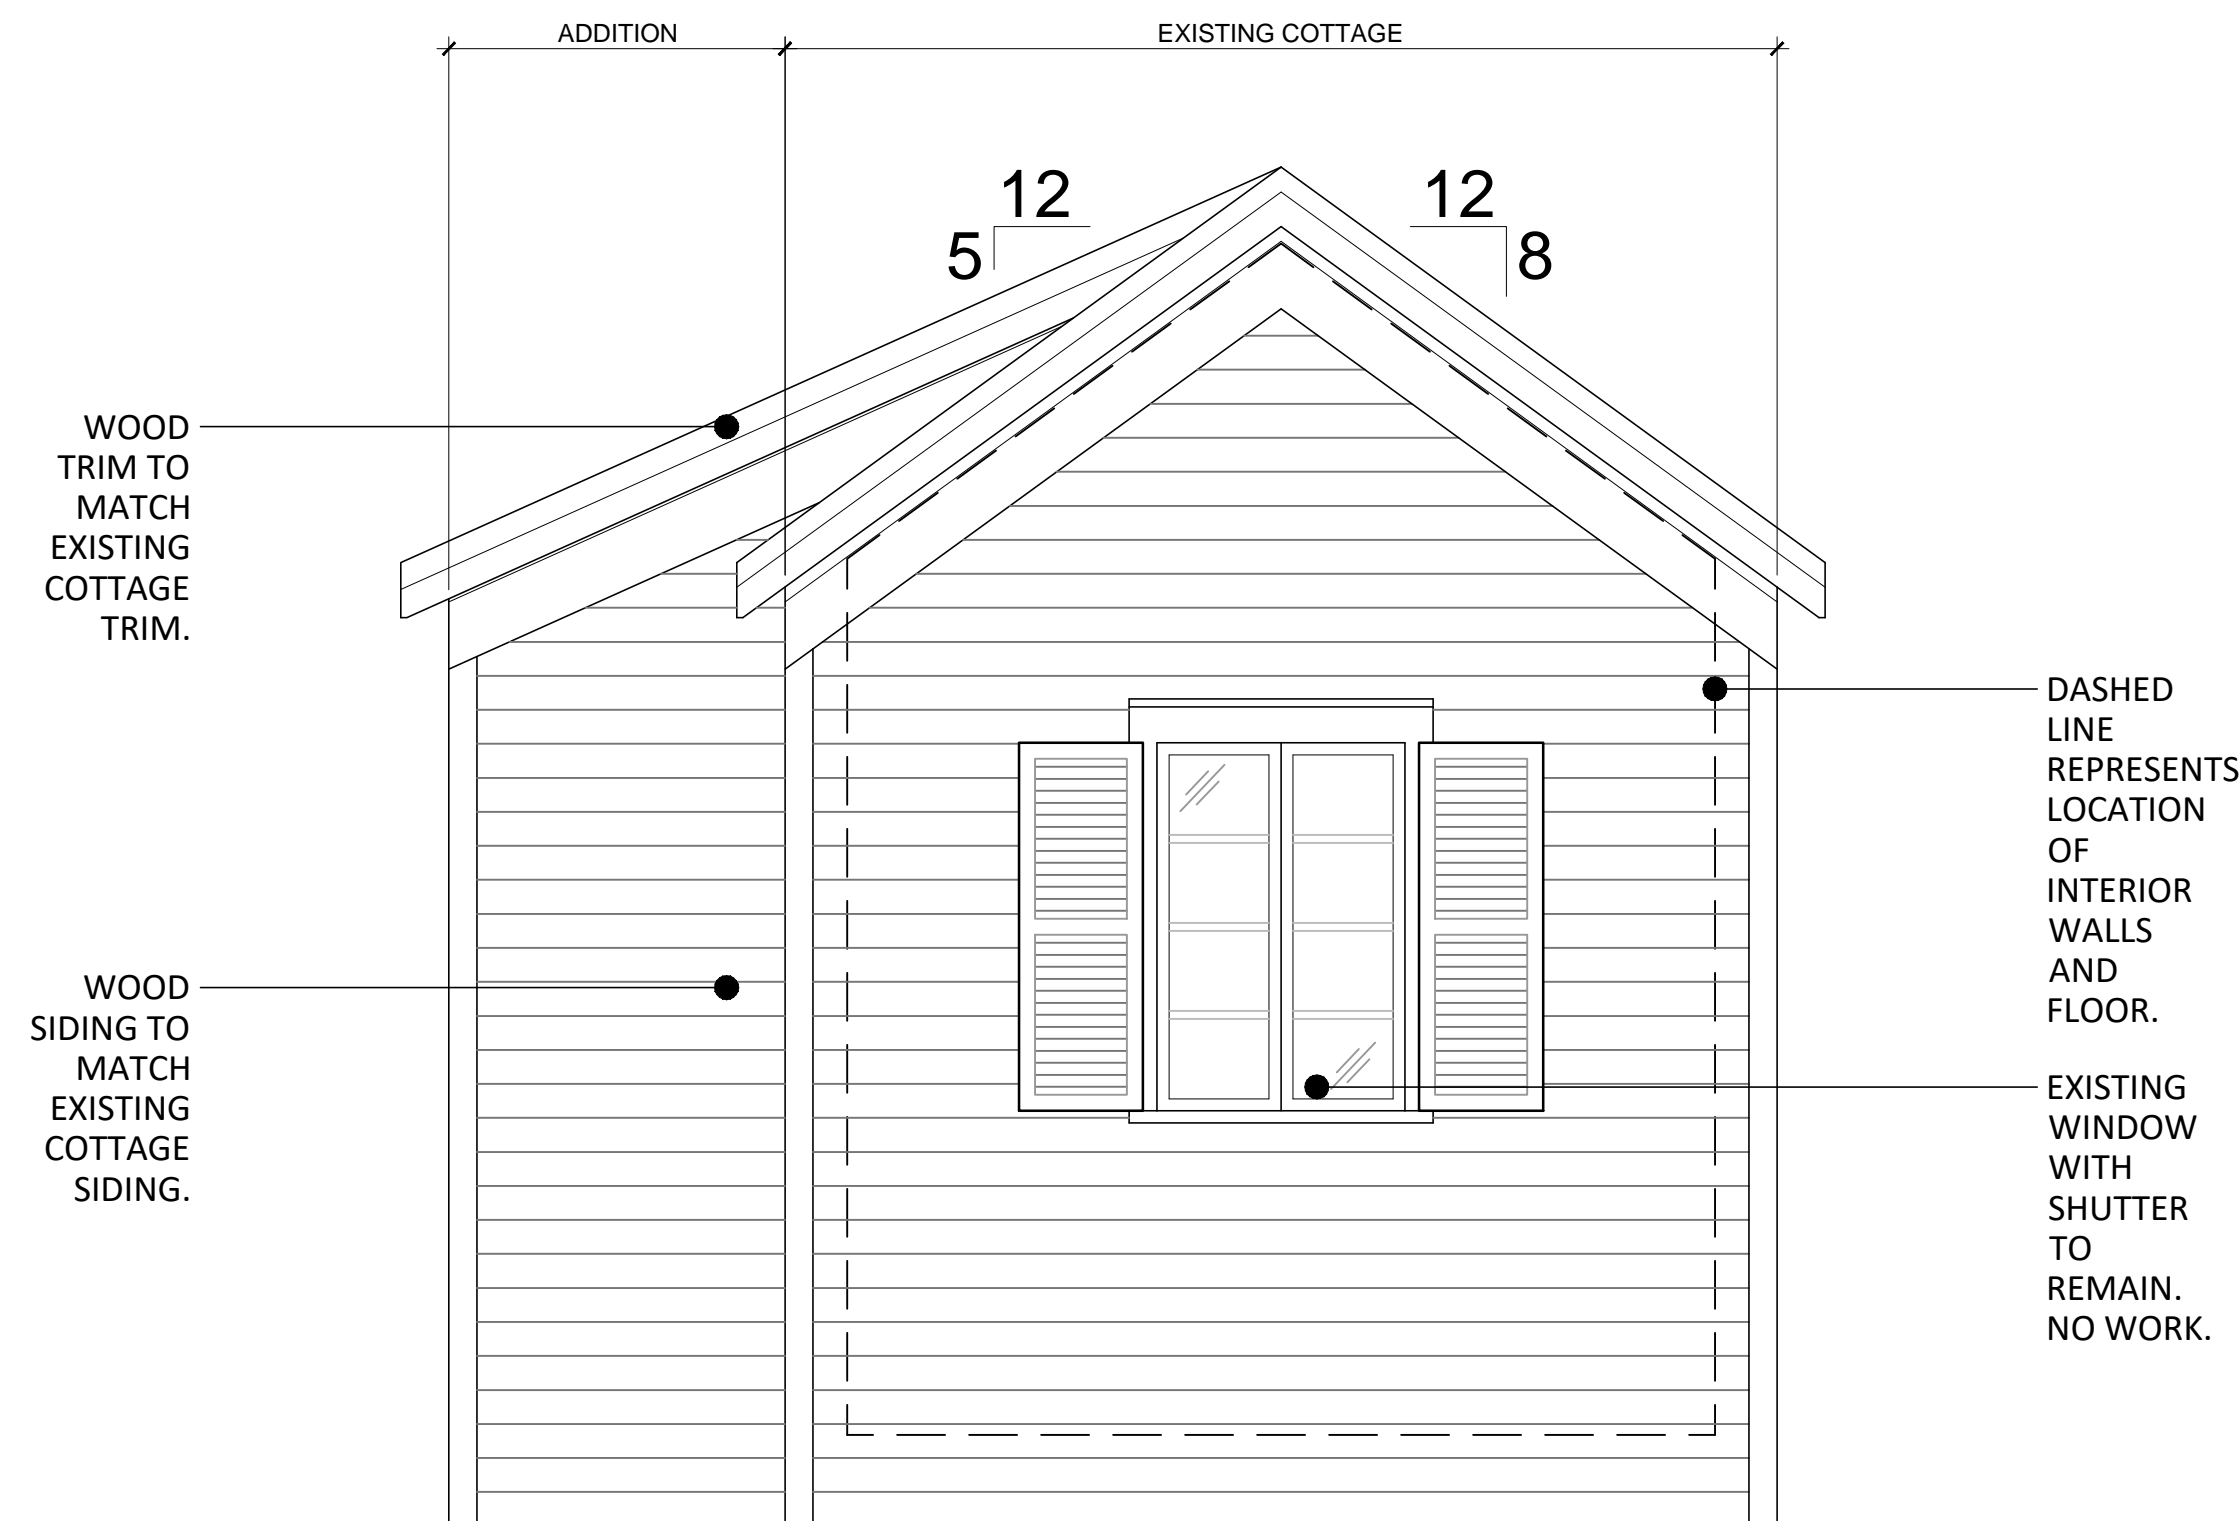 ADDITION
EXISTING COTTAGE
12
5
12
8
WOOD
TRIM TO
MATCH
EXISTING
COTTAGE
TRIM.
WOOD
SIDING TO
MATCH
EXISTING
COTTAGE
SIDING.
DASHED
LINE
REPRESENTS
LOCATION
OF
INTERIOR
WALLS
AND
FLOOR.
EXISTING
WINDOW
WITH
SHUTTER
TO
REMAIN.
NO WORK.